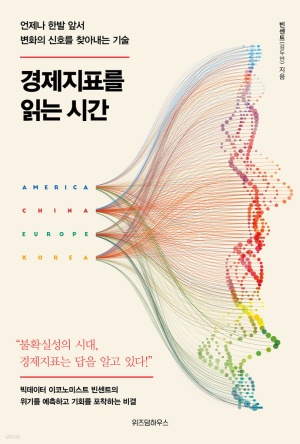 언제나 한발 앞서
변화의 신호를 찾아내는 기술
경제지표를
읽는 시간
빈센트(김두언) 지음
AMERICA
CHINA
EUROPE
KOREA
“불확실성의 시대,
경제지표는 답을 알고 있다!”
빅데이터 이코노미스트 빈센트의
위기를 예측하고 기회를 포착하는 비결
위즈덤하우스